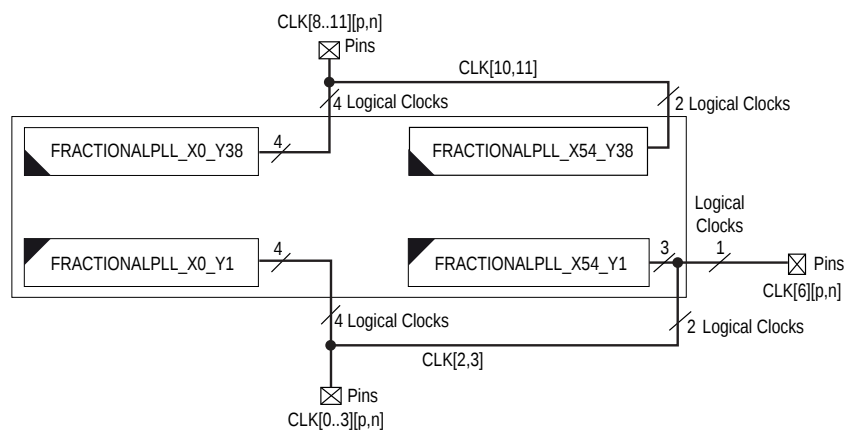 CLK[8..11][p,n]
Pins
CLK[10,11]
4 Logical Clocks
2 Logical Clocks
FRACTIONALPLL_X0_Y38
4
FRACTIONALPLL_X54_Y38
Logical
Clocks
FRACTIONALPLL_X0_Y1
4
FRACTIONALPLL_X54_Y1
3
1
Pins
CLK[6][p,n]
4 Logical Clocks
2 Logical Clocks
CLK[2,3]
Pins
CLK[0..3][p,n]